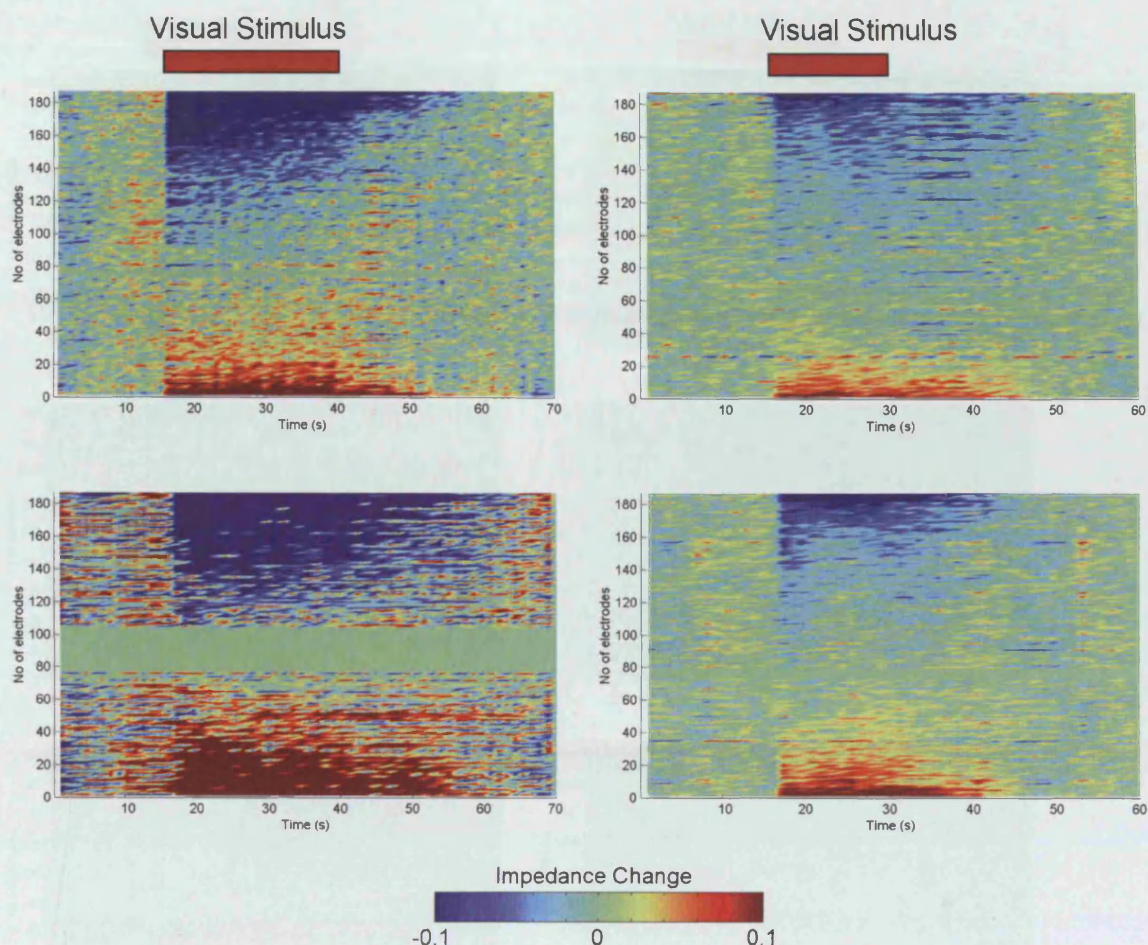 Visual Stimulus
Visual Stimulus
180
160
140
120
100
80
60
40
20
0
No of electrodes
10 20 30 40 50 60 70
Time (s)
180
160
140
120
100
80
60
40
20
0
No of electrodes
10 20 30 40 50 60
Time (s)
180
160
140
120
100
80
60
40
20
0
No of electrodes
10 20 30 40 50 60 70
Time (s)
180
160
140
120
100
80
60
40
20
0
No of electrodes
0 10 20 30 40 50 60
Time (s)
Impedance Change
-0.1 0 0.1